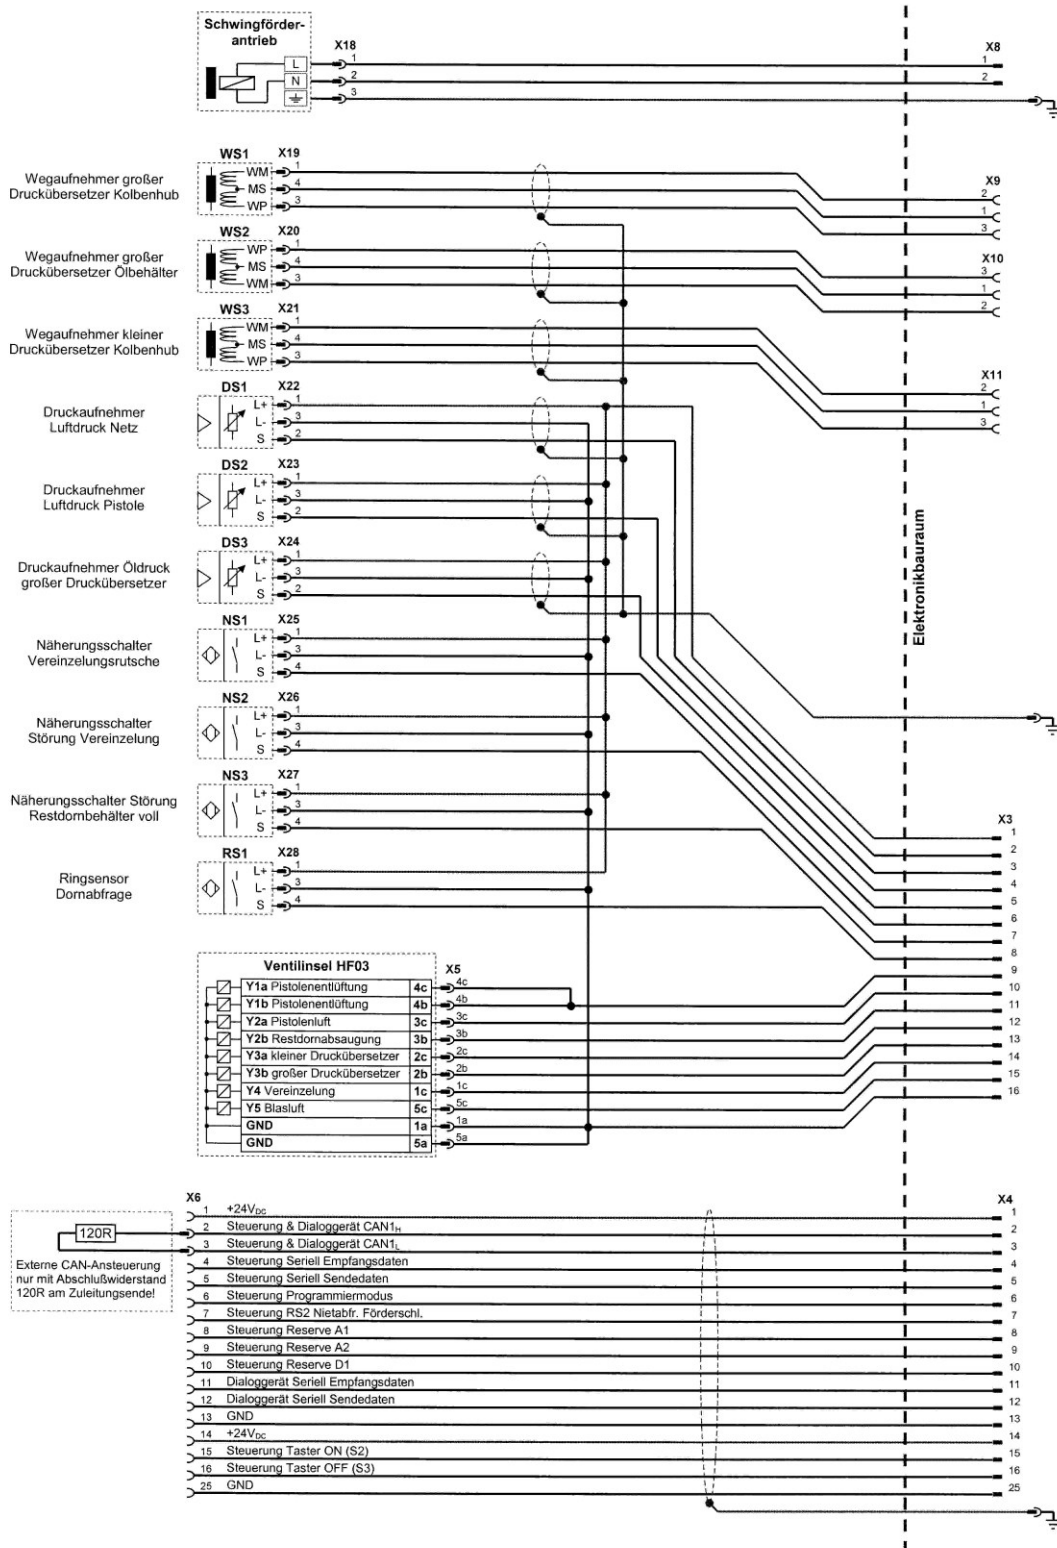 Schwingförder-
antrieb
X18
X8
L
1
1
N
2
2
3
WS1
X19
Wegaufnehmer großer
Druckübersetzer Kolbenhub
WM
1
MS
4
WP
3
X9
2
1
3
WS2
X20
Wegaufnehmer großer
Druckübersetzer Ölbehälter
WP
1
MS
4
WM
3
X10
3
1
2
WS3
X21
Wegaufnehmer kleiner
Druckübersetzer Kolbenhub
WM
1
MS
4
WP
3
X11
2
1
3
DS1
X22
Druckaufnehmer
Luftdruck Netz
L+
1
L-
3
S
2
DS2
X23
Druckaufnehmer
Luftdruck Pistole
L+
1
L-
3
S
2
DS3
X24
Druckaufnehmer Öldruck
großer Druckübersetzer
L+
1
L-
3
S
2
Elektronikbauraum
NS1
X25
Näherungsschalter
Vereinzelungsrutsche
L+
1
L-
3
S
4
NS2
X26
Näherungsschalter
Störung Vereinzelung
L+
1
L-
3
S
4
NS3
X27
Näherungsschalter Störung
Restdornbehälter voll
L+
1
L-
3
S
4
RS1
X28
Ringsensor
Dornabfrage
L+
1
L-
3
S
4
X3
1
2
3
4
5
6
7
8
9
10
11
12
13
14
15
16
Ventilinsel HF03
X5
Y1a Pistolenentlüftung 4c 4c
Y1b Pistolenentlüftung 4b 4b
Y2a Pistolenluft 3c 3c
Y2b Restdornabsaugung 3b 3b
Y3a kleiner Druckübersetzer 2c 2c
Y3b großer Druckübersetzer 2b 2b
Y4 Vereinzelung 1c 1c
Y5 Blasluft 5c 5c
GND 1a 1a
GND 5a 5a
X6
X4
120R
Externe CAN-Ansteuerung
nur mit Abschlußwiderstand
120R am Zuleitungsende!
1 +24VDC 1
2 Steuerung & Dialoggerät CAN1H 2
3 Steuerung & Dialoggerät CAN1L 3
4 Steuerung Seriell Empfangsdaten 4
5 Steuerung Seriell Sendedaten 5
6 Steuerung Programmiermodus 6
7 Steuerung RS2 Nietabfr. Förderschl. 7
8 Steuerung Reserve A1 8
9 Steuerung Reserve A2 9
10 Steuerung Reserve D1 10
11 Dialoggerät Seriell Empfangsdaten 11
12 Dialoggerät Seriell Sendedaten 12
13 GND 13
14 +24VDC 14
15 Steuerung Taster ON (S2) 15
16 Steuerung Taster OFF (S3) 16
25 GND 25